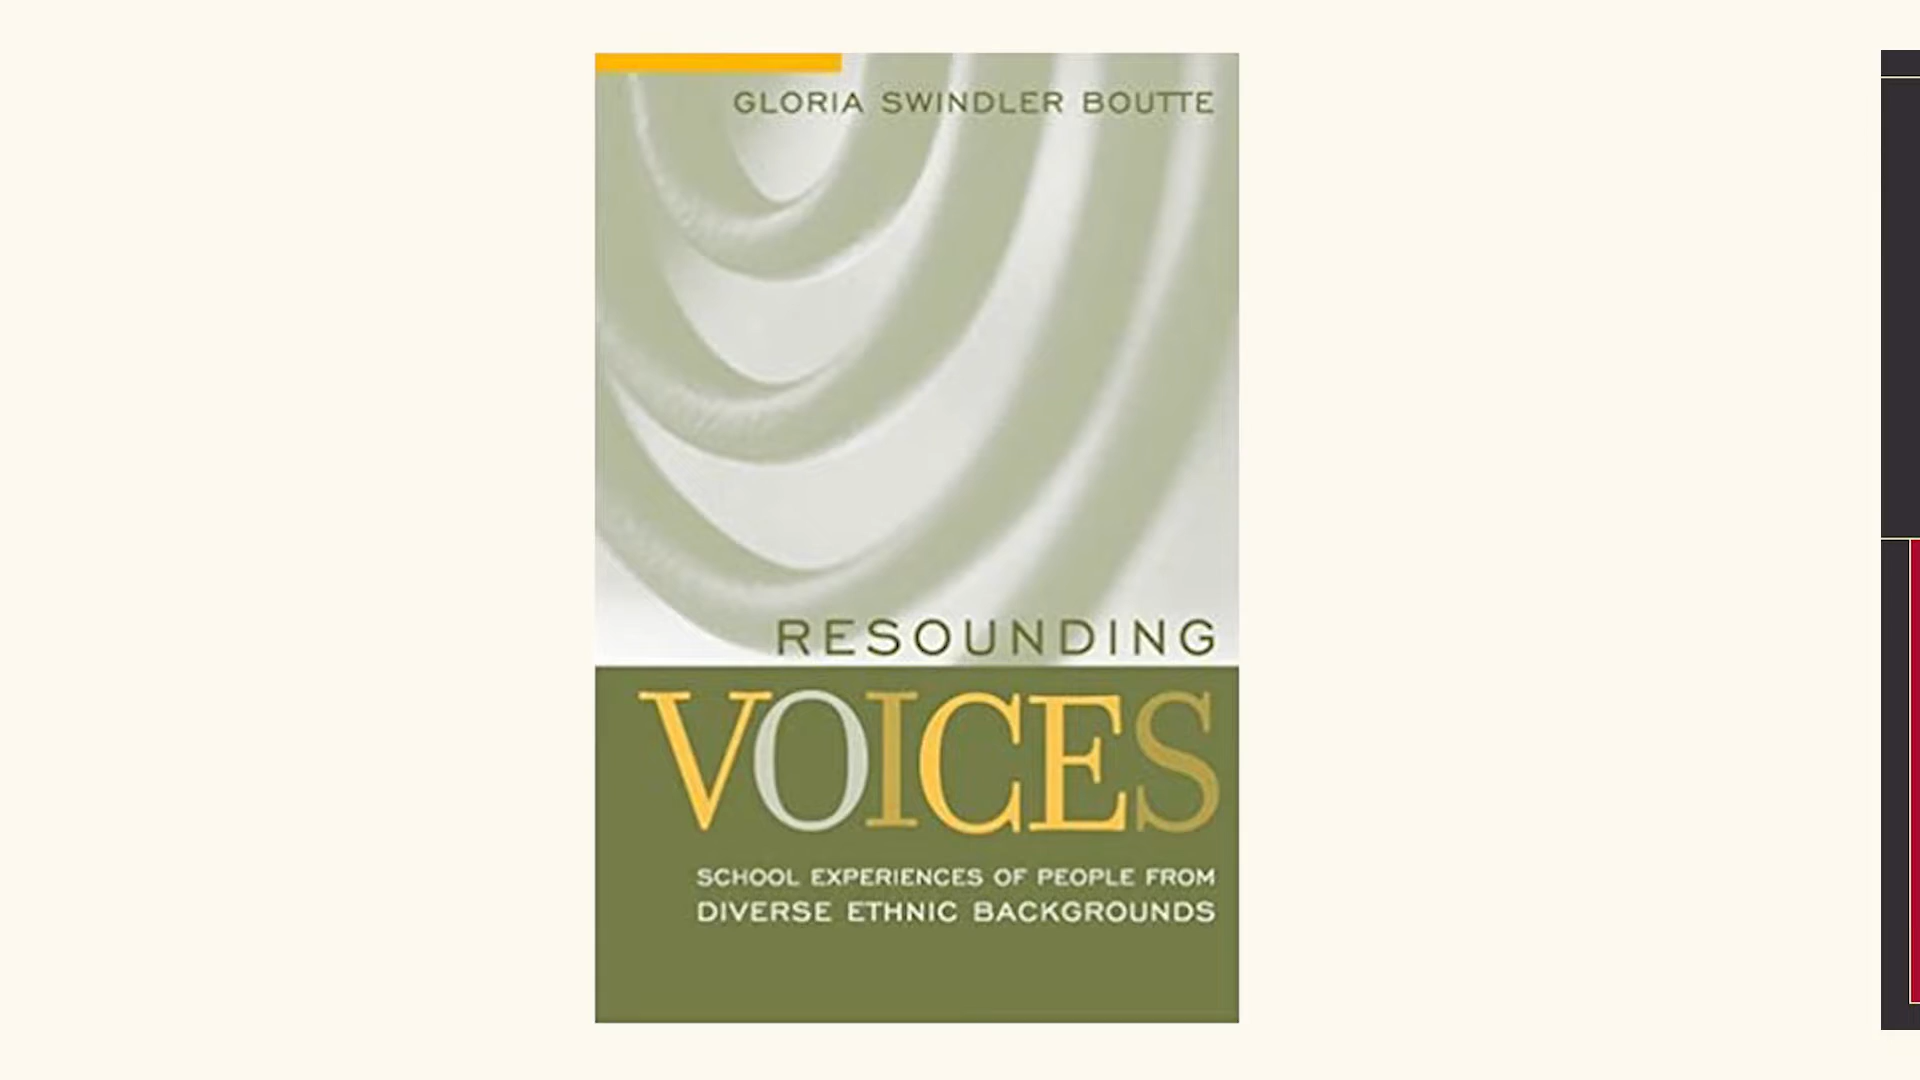 GLORIA SWINDLER BOUTTE
RESOUNDING
VOICES
SCHOOL EXPERIENCES OF PEOPLE FROM
DIVERSE ETHNIC BACKGROUNDS